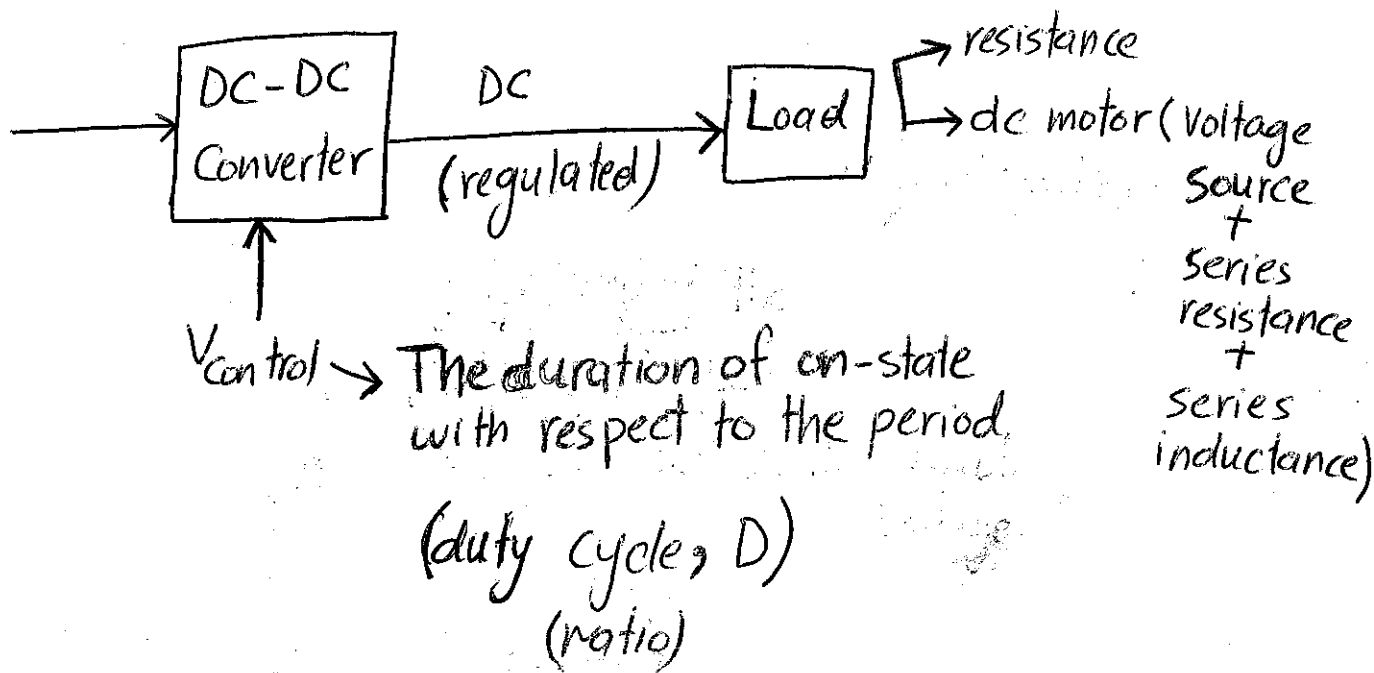 DC-DC
Converter
DC
(regulated)
Load
resistance
dc motor (Voltage
Source
+
series
resistance
+
series
inductance)
Vcontrol
The duration of on-state
with respect to the period.
(duty cycle, D)
(ratio)